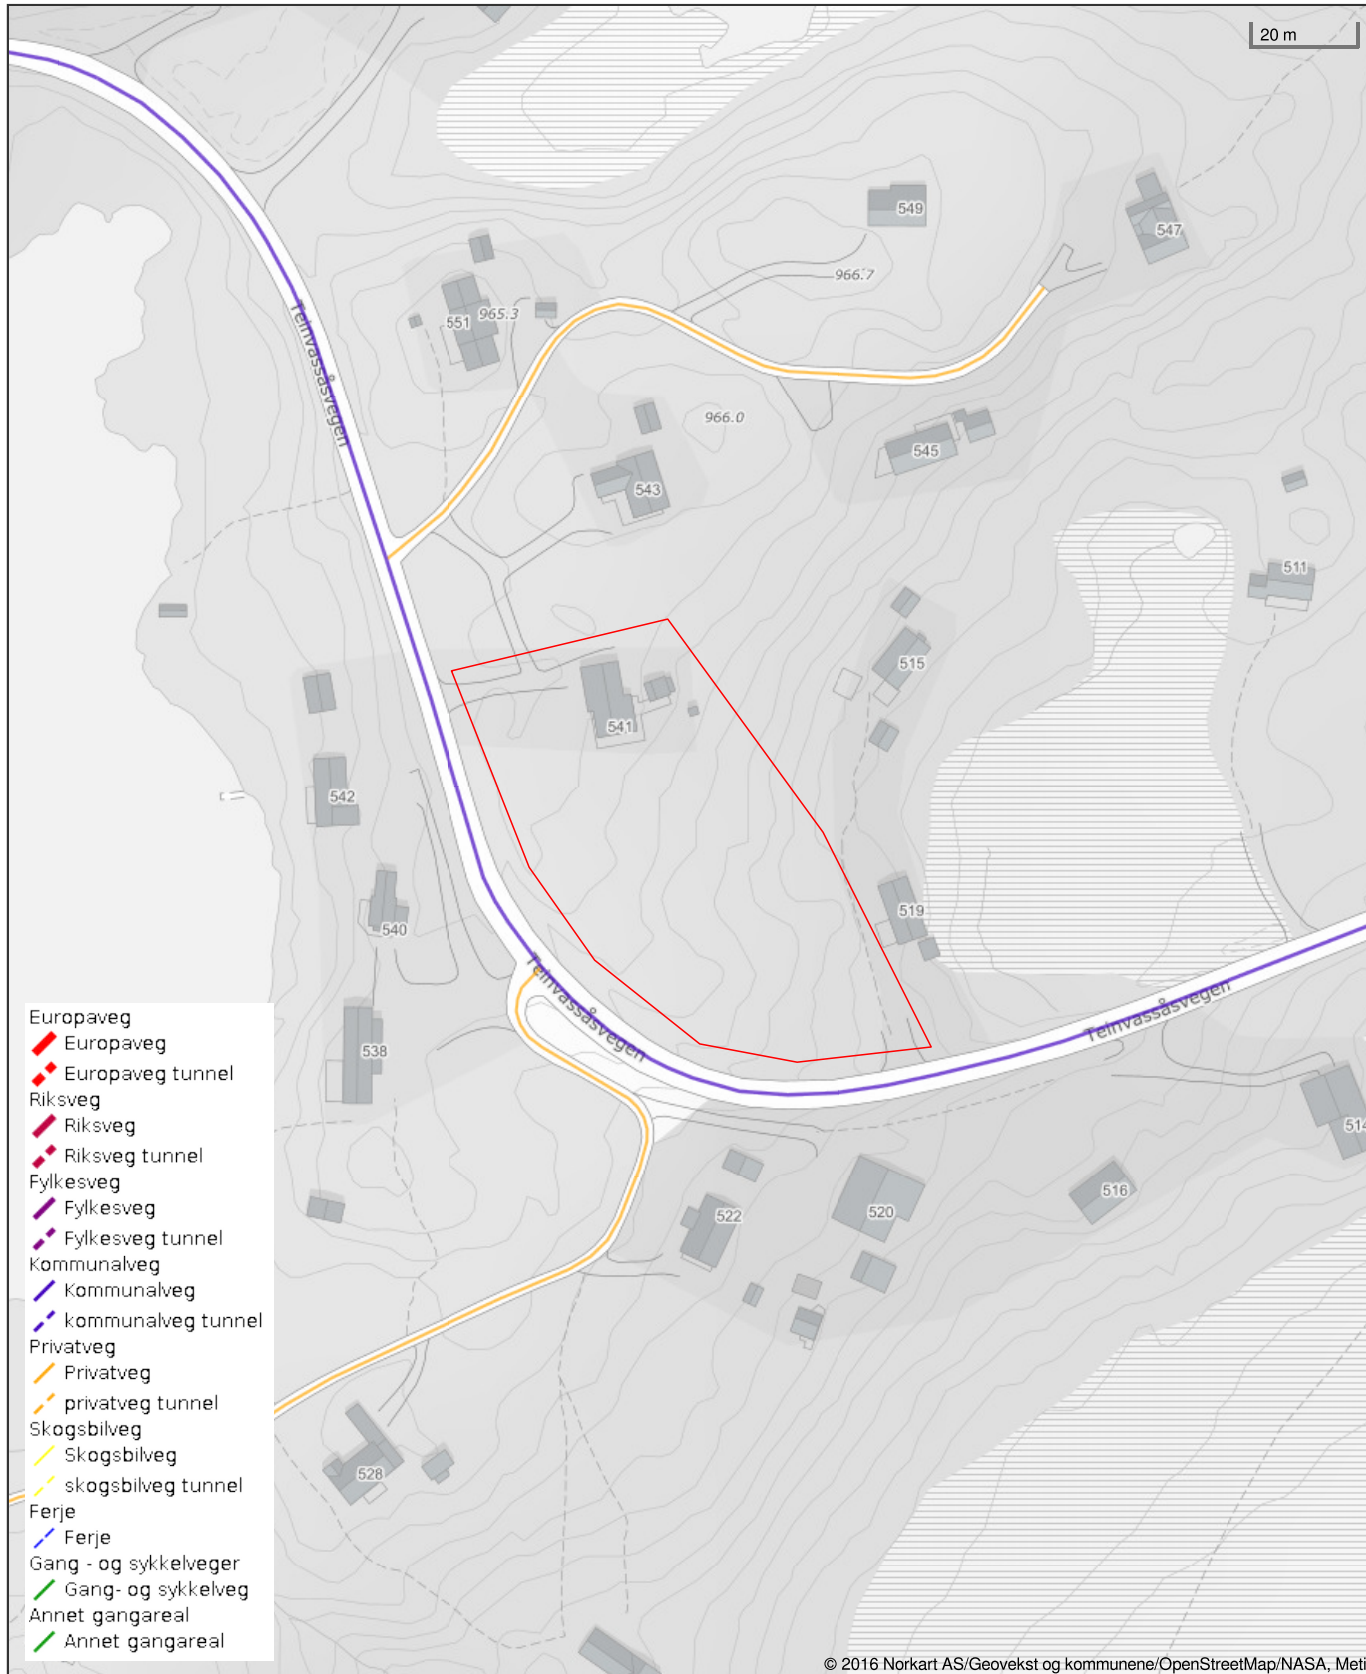 20 m
549
547
966.7
551
965.3
Teinvassåsvegen
966.0
545
543
511
515
541
542
519
540
Teinvassåsvegen
Teinvassåsvegen
538
514
516
520
522
528
Europaveg
Europaveg
Europaveg tunnel
Riksveg
Riksveg
Riksveg tunnel
Fylkesveg
Fylkesveg
Fylkesveg tunnel
Kommunalveg
Kommunalveg
kommunalveg tunnel
Privatveg
Privatveg
privatveg tunnel
Skogsbilveg
Skogsbilveg
skogsbilveg tunnel
Ferje
Ferje
Gang - og sykkelveger
Gang- og sykkelveg
Annet gangareal
Annet gangareal
© 2016 Norkart AS/Geovekst og kommunene/OpenStreetMap/NASA, Meti